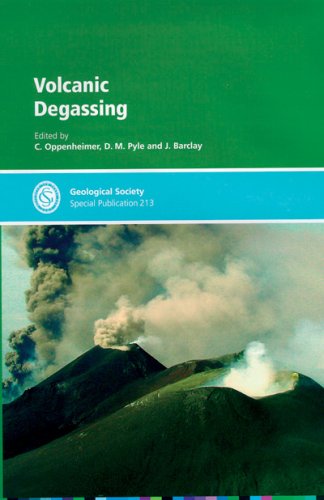 Volcanic
Degassing
Edited by
C. Oppenheimer, D. M. Pyle and J. Barclay
Geological Society
Special Publication 213